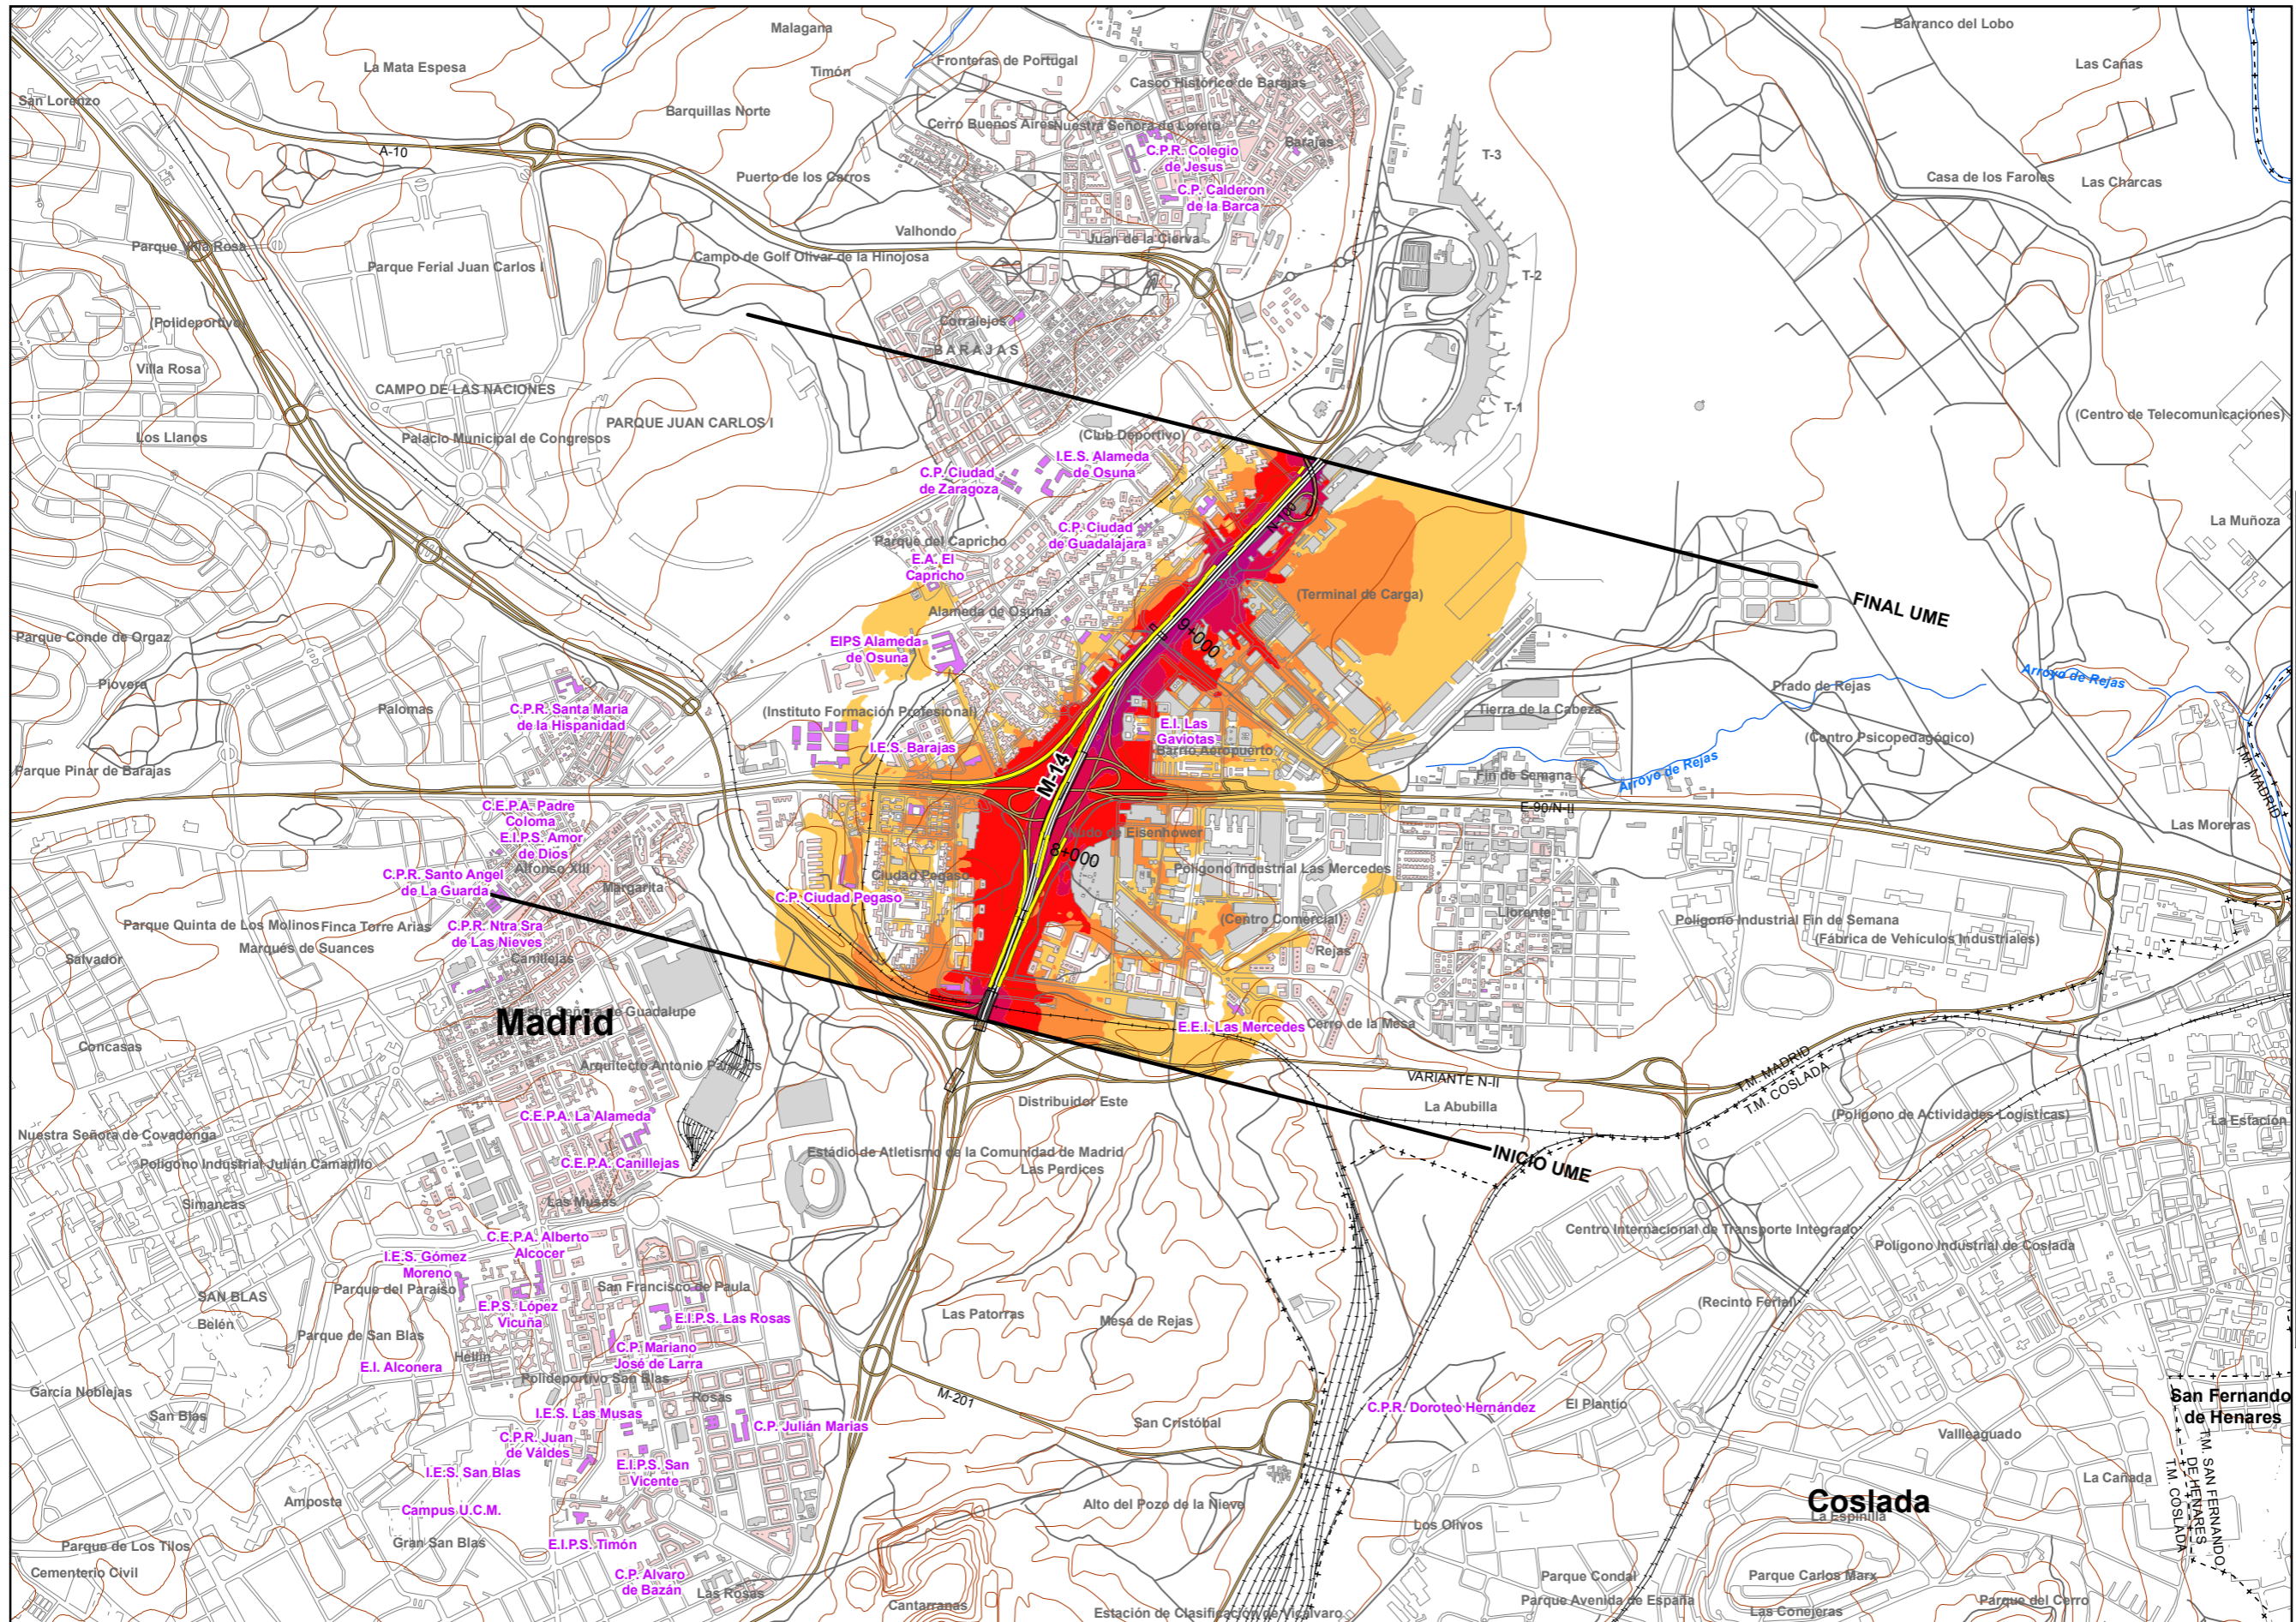 Malagana
Barranco del Lobo
La Mata Espesa
Timón
Fronteras de Portugal
Las Cañas
San Lorenzo
Barquillas Norte
Casco Histórico de Barajas
Cerro Buenos Aires
Nuestra Señora de Loreto
A-10
C.P.R. Colegio
de Jesus
Barajas
T-3
Puerto de los Carros
C.P. Calderon
de la Barca
Casa de los Faroles
Las Charcas
Parque Villa Rosa
Valhondo
Juan de la Cierva
Parque Ferial Juan Carlos I
Campo de Golf Olivar de la Hinojosa
T-2
(Polideportivo)
Corralejos
BARAJAS
Villa Rosa
CAMPO DE LAS NACIONES
T-1
(Centro de Telecomunicaciones)
Los Llanos
Palacio Municipal de Congresos
PARQUE JUAN CARLOS I
(Club Deportivo)
I.E.S. Alameda
de Osuna
C.P. Ciudad
de Zaragoza
La Muñoza
C.P. Ciudad
de Guadalajara
Parque del Capricho
E.A. El
Capricho
(Terminal de Carga)
FINAL UME
Alameda de Osuna
9+000
Parque Conde de Orgaz
EIPS Alameda
de Osuna
Arroyo de Rejas
Piovera
Prado de Rejas
Palomas
C.P.R. Santa Maria
de la Hispanidad
(Instituto Formación Profesional)
E.I. Las
Gaviotas
Tierra de la Cabeza
I.E.S. Barajas
Barrio Aeropuerto
(Centro Psicopedagógico)
Parque Pinar de Barajas
M-14
Fin de Semana
Arroyo de Rejas
T.M. MADRID
C.E.P.A. Padre
Coloma
E-90/N-II
E.I.P.S. Amor
de Dios
Nudo de Eisenhower
8+000
Las Moreras
Alfonso XIII
C.P.R. Santo Angel
de La Guarda
Margarita
Ciudad Pegaso
Polígono Industrial Las Mercedes
C.P. Ciudad Pegaso
Parque Quinta de Los Molinos
Finca Torre Arias
C.P.R. Ntra Sra
de Las Nieves
(Centro Comercial)
Llorente
Polígono Industrial Fin de Semana
Marqués de Suances
(Fábrica de Vehículos Industriales)
Salvador
Canillejas
Rejas
Nuestra Señora de Guadalupe
Madrid
E.E.I. Las Mercedes
Cerro de la Mesa
Concasas
Arquitecto Antonio Palacios
VARIANTE N-II
T.M. MADRID
T.M. COSLADA
Distribuidor Este
La Abubilla
C.E.P.A. La Alameda
(Polígono de Actividades Logísticas)
La Estación
Nuestra Señora de Covadonga
Estádio de Atletismo de la Comunidad de Madrid
INICIO UME
Polígono Industrial Julián Camarillo
C.E.P.A. Canillejas
Las Perdices
Simancas
Las Musas
C.E.P.A. Alberto
Alcocer
Centro Internacional de Transporte Integrado
I.E.S. Gómez
Moreno
Polígono Industrial de Coslada
Parque del Paraiso
San Francisco de Paula
SAN BLAS
E.P.S. López
Vicuña
(Recinto Ferial)
Belén
E.I.P.S. Las Rosas
Las Patorras
Mesa de Rejas
Parque de San Blas
C.P. Mariano
José de Larra
Hellín
E.I. Alconera
Polideportivo San Blas
García Noblejas
Rosas
M-201
San Fernando
de Henares
San Blas
I.E.S. Las Musas
C.P. Julián Marias
San Cristóbal
C.P.R. Doroteo Hernández
El Plantío
C.P.R. Juan
de Váldes
Vallleaguado
I.E.S. San Blas
E.I.P.S. San
Vicente
La Cañada
T.M. SAN FERNANDO
DE HENARES
T.M. COSLADA
Amposta
Campus U.C.M.
Alto del Pozo de la Nieve
Coslada
La Espinilla
Los Olivos
Gran San Blas
E.I.P.S. Timón
Parque de Los Tilos
Cementerio Civil
C.P. Alvaro
de Bazán
Las Rosas
Parque Condal
Parque Carlos Marx
Cantarranas
Parque Avenida de España
Parque del Cerro
Estación de Clasificación de Vicálvaro
Las Conejeras